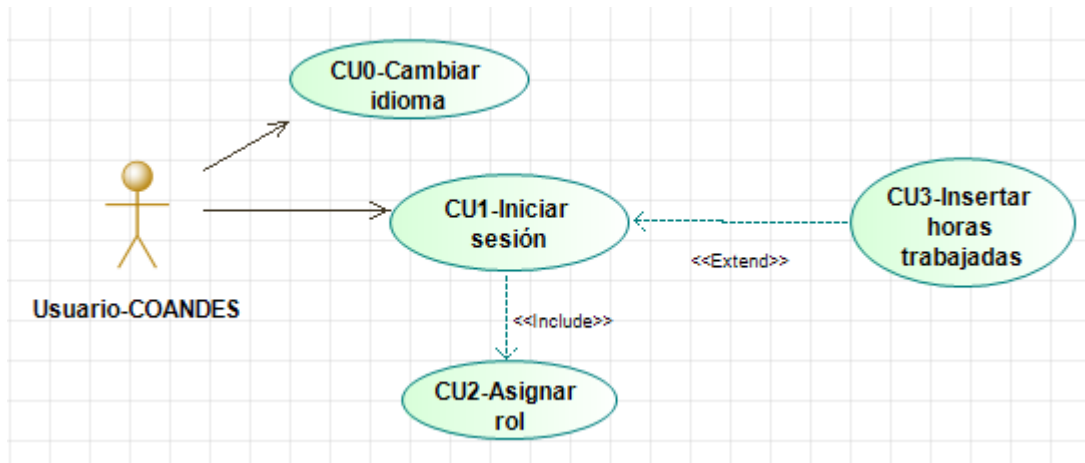 CU0-Cambiar
idioma
CU1-Iniciar
sesión
CU3-Insertar
horas
trabajadas
<<Extend>>
Usuario-COANDES
<<Include>>
CU2-Asignar
rol